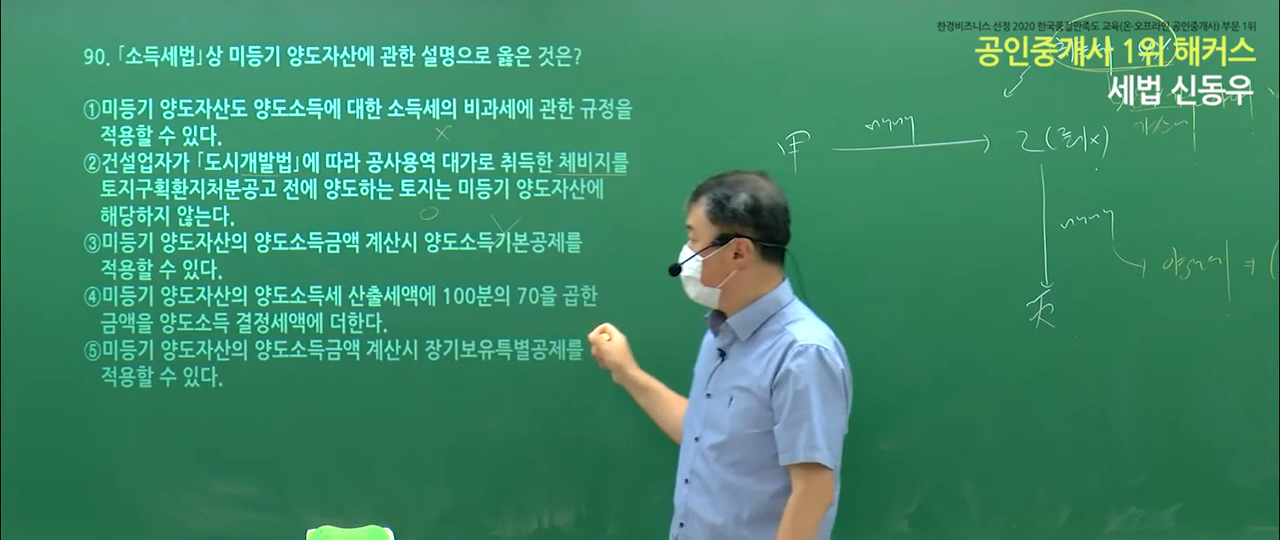 한경비즈니스 선정 2020 한국품질만족도 교육(온·오프라인 공인중개사) 부문 1위
공인중개사 1위 해커스
세법 신동우
90. 「소득세법」상 미등기 양도자산에 관한 설명으로 옳은 것은?
①미등기 양도자산도 양도소득에 대한 소득세의 비과세에 관한 규정을
적용할 수 있다.
②건설업자가 「도시개발법」에 따라 공사용역 대가로 취득한 체비지를
토지구획환지처분공고 전에 양도하는 토지는 미등기 양도자산에
해당하지 않는다.
③미등기 양도자산의 양도소득금액 계산시 양도소득기본공제를
적용할 수 있다.
④미등기 양도자산의 양도소득세 산출세액에 100분의 70을 곱한
금액을 양도소득 결정세액에 더한다.
⑤미등기 양도자산의 양도소득금액 계산시 장기보유특별공제를
적용할 수 있다.
甲
乙(등기x)